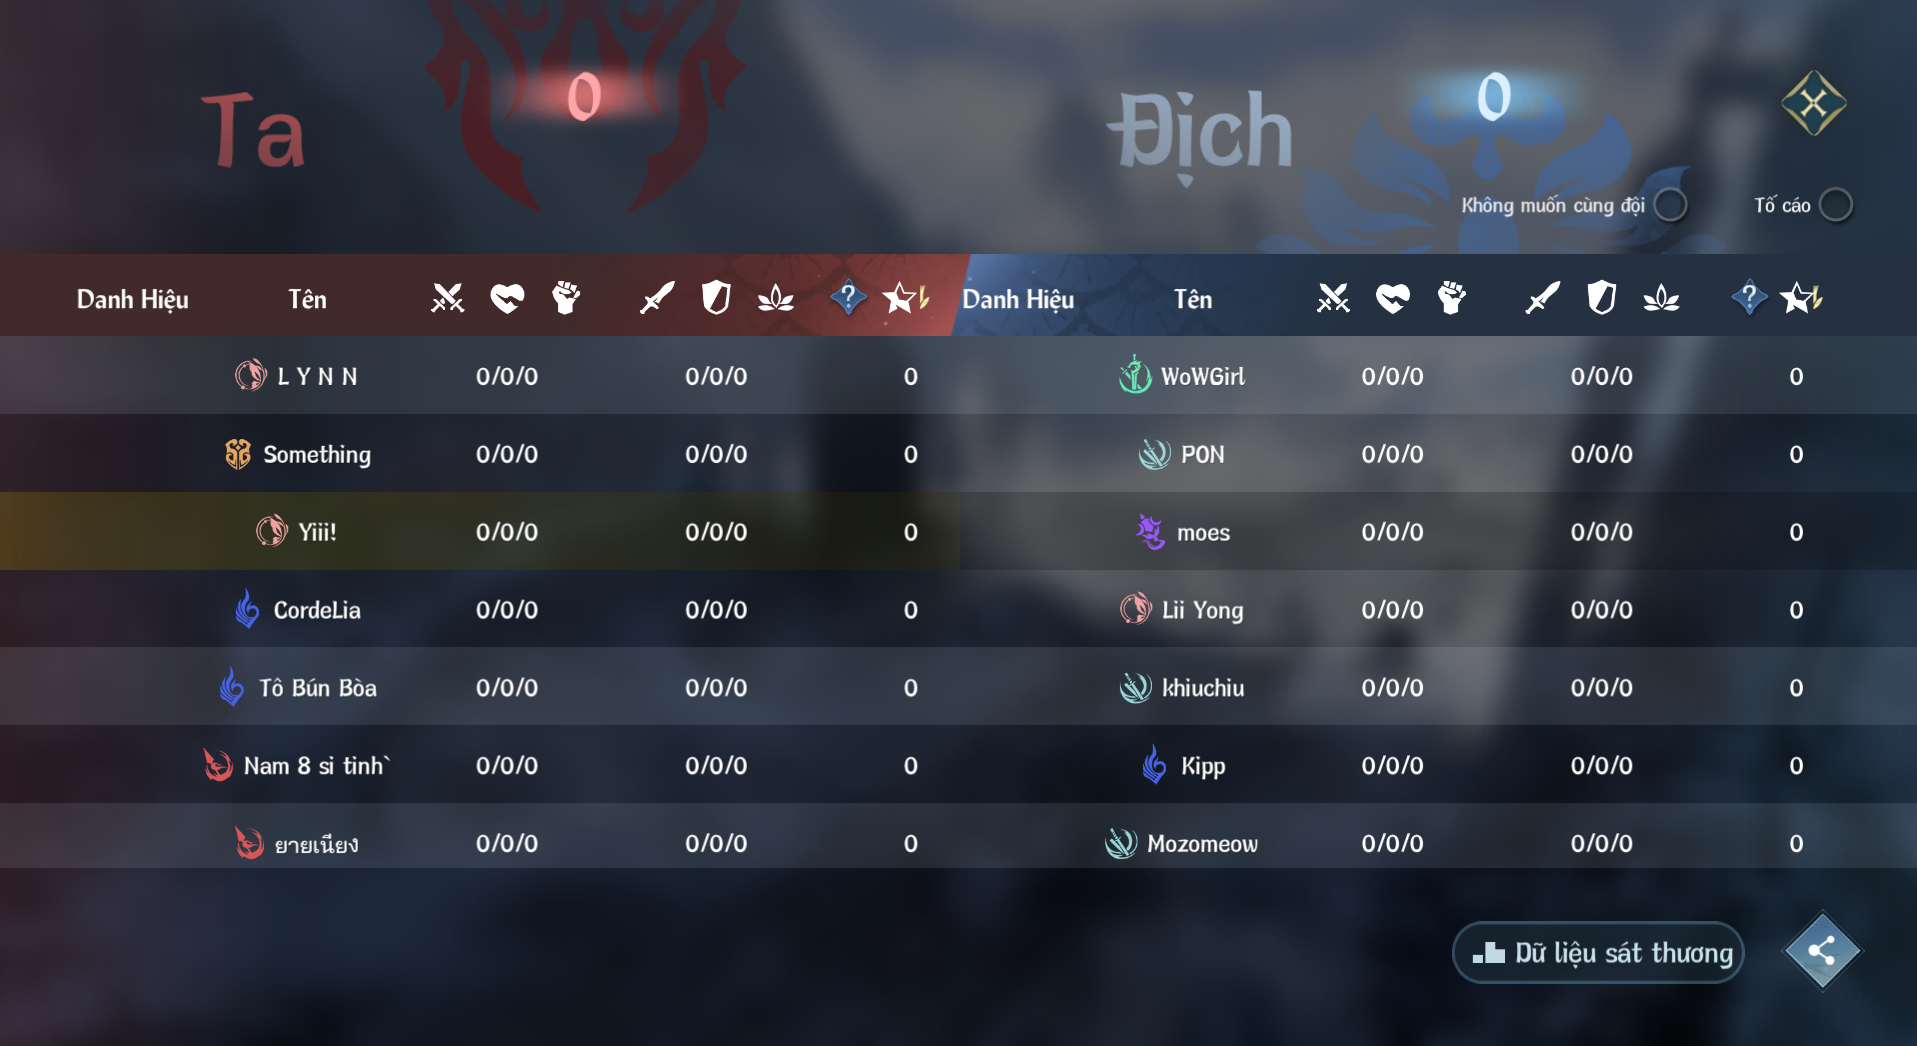 Ta 0 Địch 0
Không muốn cùng đội Tố cáo
Danh Hiệu Tên Danh Hiệu Tên
L Y N N 0/0/0 0/0/0 0 WoWGirl 0/0/0 0/0/0 0
Something 0/0/0 0/0/0 0 PON 0/0/0 0/0/0 0
Yiii! 0/0/0 0/0/0 0 moes 0/0/0 0/0/0 0
CordeLia 0/0/0 0/0/0 0 Lii Yong 0/0/0 0/0/0 0
Tô Bún Bòa 0/0/0 0/0/0 0 khiuchiu 0/0/0 0/0/0 0
Nam 8 si tinh` 0/0/0 0/0/0 0 Kipp 0/0/0 0/0/0 0
ยายเนียง 0/0/0 0/0/0 0 Mozomeow 0/0/0 0/0/0 0
Dữ liệu sát thương